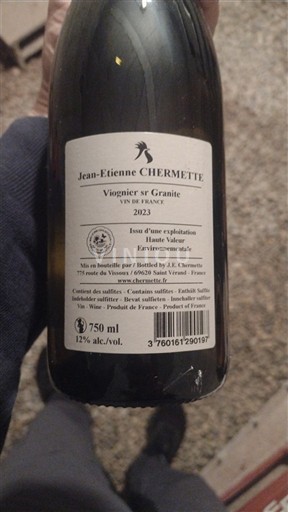 Jean-Etienne CHERMETTE
Viognier sr Granite
VIN DE FRANCE
2023
Issu d'une exploitation
Haute Valeur
Environnementale
VINIOU
Mis en bouteille par / Bottled by J.E. Chermette
775 route du Vissoux / 69620 Saint Vérand - France
www.chermette.fr
Contient des sulfites - Contains sulfites - Enthält Sulfite
Indeholder sulfitter - Bevat sulfieten - Innehåller sulfiter
Vin - Wine - Produit de France - Product of France
750 ml
12% alc./vol.
3 760161 290197